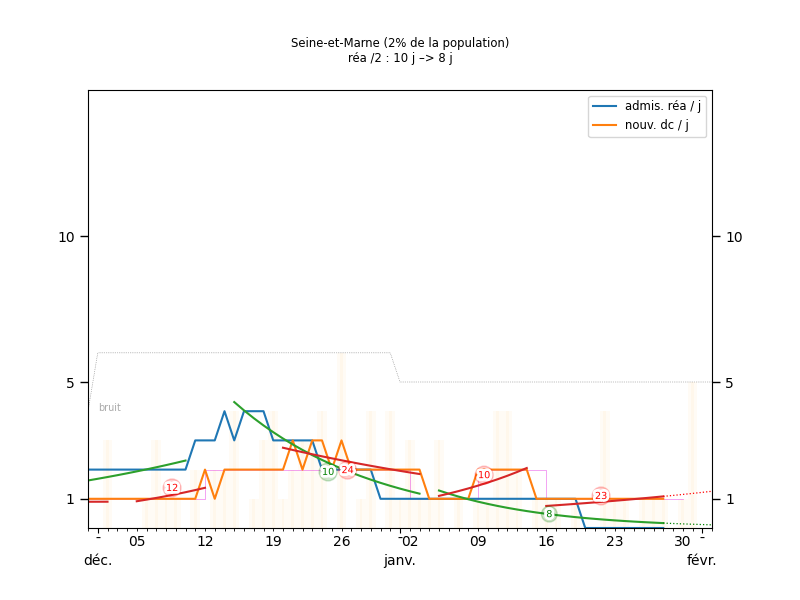 Seine-et-Marne (2% de la population)
réa /2 : 10 j –> 8 j
admis. réa / j
nouv. dc / j
10
10
5
5
bruit
10
24
10
12
23
8
1
1
- 05 12 19 26 -02 09 16 23 30 -
déc. janv. févr.